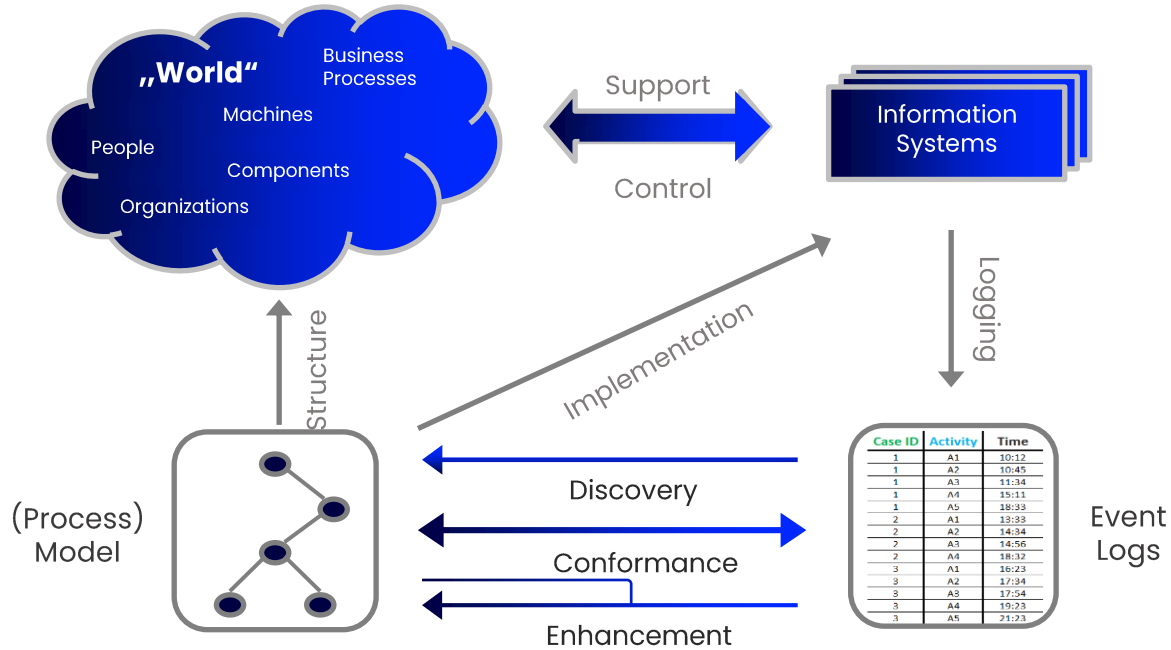 „World“
Business
Processes
Machines
People
Components
Organizations
Support
Control
Information
Systems
Structure
Implementation
Logging
(Process)
Model
Discovery
Conformance
Enhancement
Case ID Activity Time
1 A1 10:12
1 A2 10:45
1 A3 11:34
1 A4 15:11
1 A5 18:33
2 A1 13:33
2 A2 14:34
2 A3 14:56
2 A4 18:32
3 A1 16:23
3 A2 17:34
3 A3 17:54
3 A4 19:23
3 A5 21:23
Event
Logs